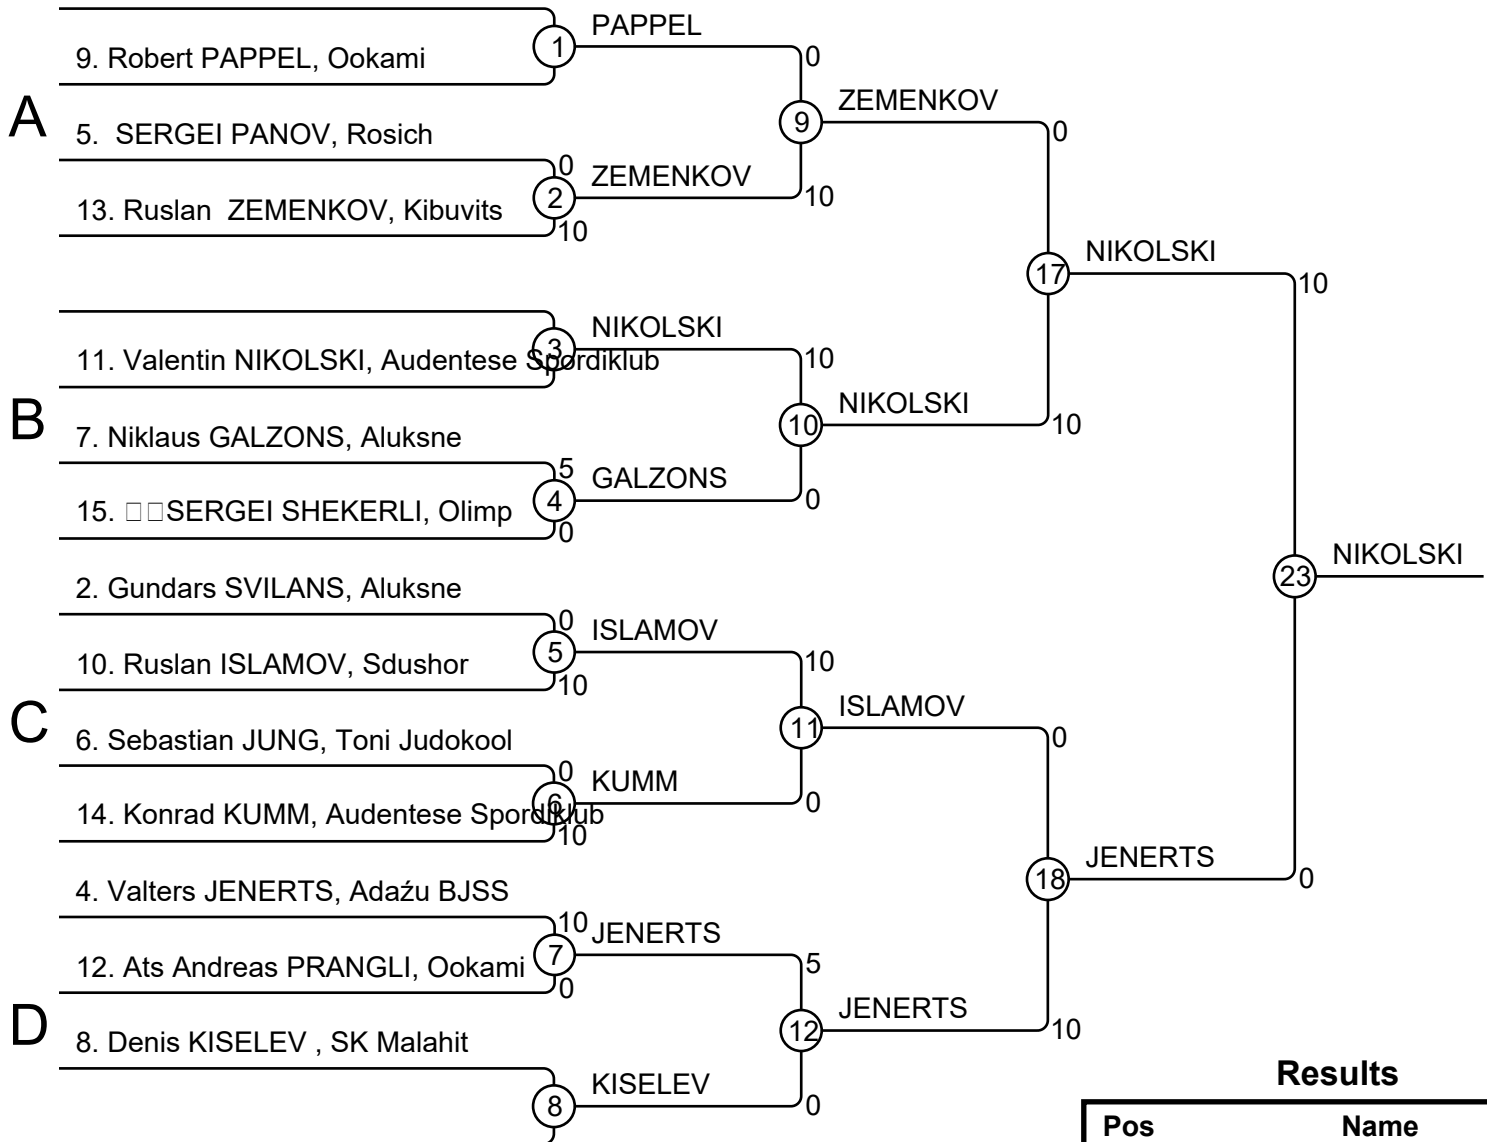 PAPPEL
9. Robert PAPPEL, Ookami
1
0
A
ZEMENKOV
9
0
5. SERGEI PANOV, Rosich
0
ZEMENKOV
2
10
13. Ruslan ZEMENKOV, Kibuvits
10
NIKOLSKI
17
10
NIKOLSKI
3
10
11. Valentin NIKOLSKI, Audentese Spordiklub
B
NIKOLSKI
10
10
7. Niklaus GALZONS, Aluksne
5
GALZONS
4
0
15. SERGEI SHEKERLI, Olimp
0
NIKOLSKI
23
2. Gundars SVILANS, Aluksne
0
ISLAMOV
5
10
10. Ruslan ISLAMOV, Sdushor
10
C
ISLAMOV
11
0
6. Sebastian JUNG, Toni Judokool
0
KUMM
6
0
14. Konrad KUMM, Audentese Spordiklub
10
JENERTS
18
0
4. Valters JENERTS, Adaźu BJSS
10
JENERTS
7
5
12. Ats Andreas PRANGLI, Ookami
0
D
JENERTS
12
10
8. Denis KISELEV , SK Malahit
KISELEV
8
0
Results
Pos Name